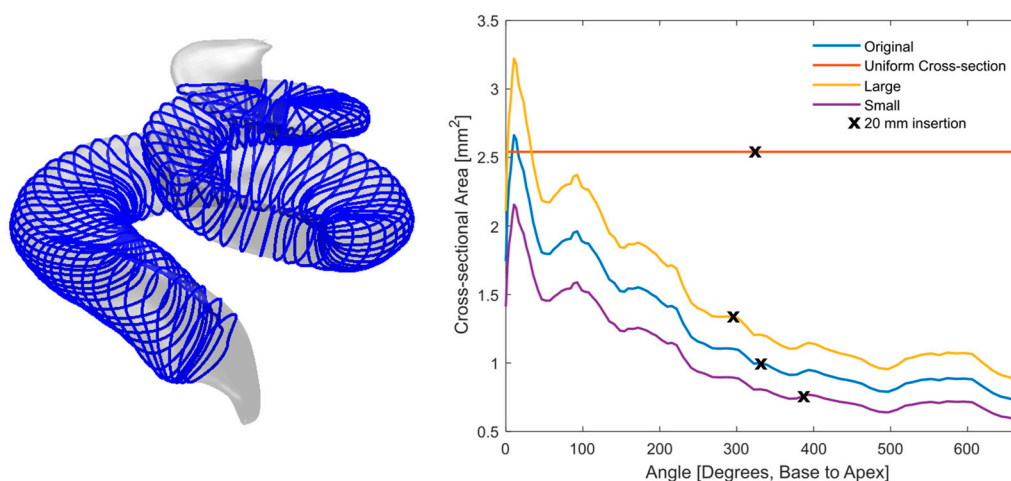 3.5
3
2.5
2
1.5
1
0.5
Cross-sectional Area [mm²]
Original
Uniform Cross-section
Large
Small
20 mm insertion
0 100 200 300 400 500 600
Angle [Degrees, Base to Apex]